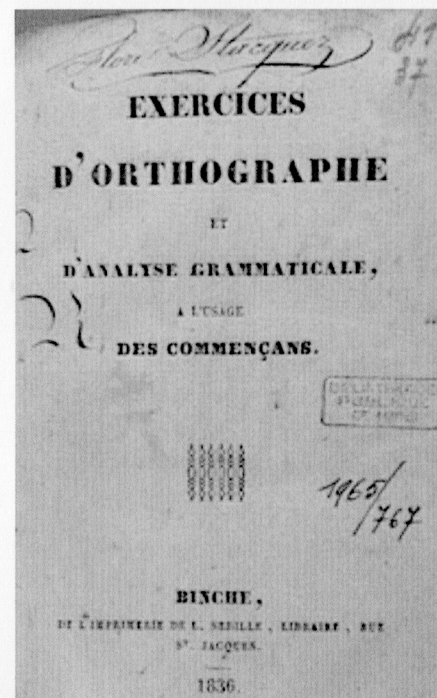 EXERCICES
D'ORTHOGRAPHE
ET
D'ANALYSE GRAMMATICALE,
A L'USAGE
DES COMMENÇANS.
1965/767
BINCHE,
DE L'IMPRIMERIE DE L. SEBILLE, LIBRAIRE, RUE
ST. JACQUES.
1836.